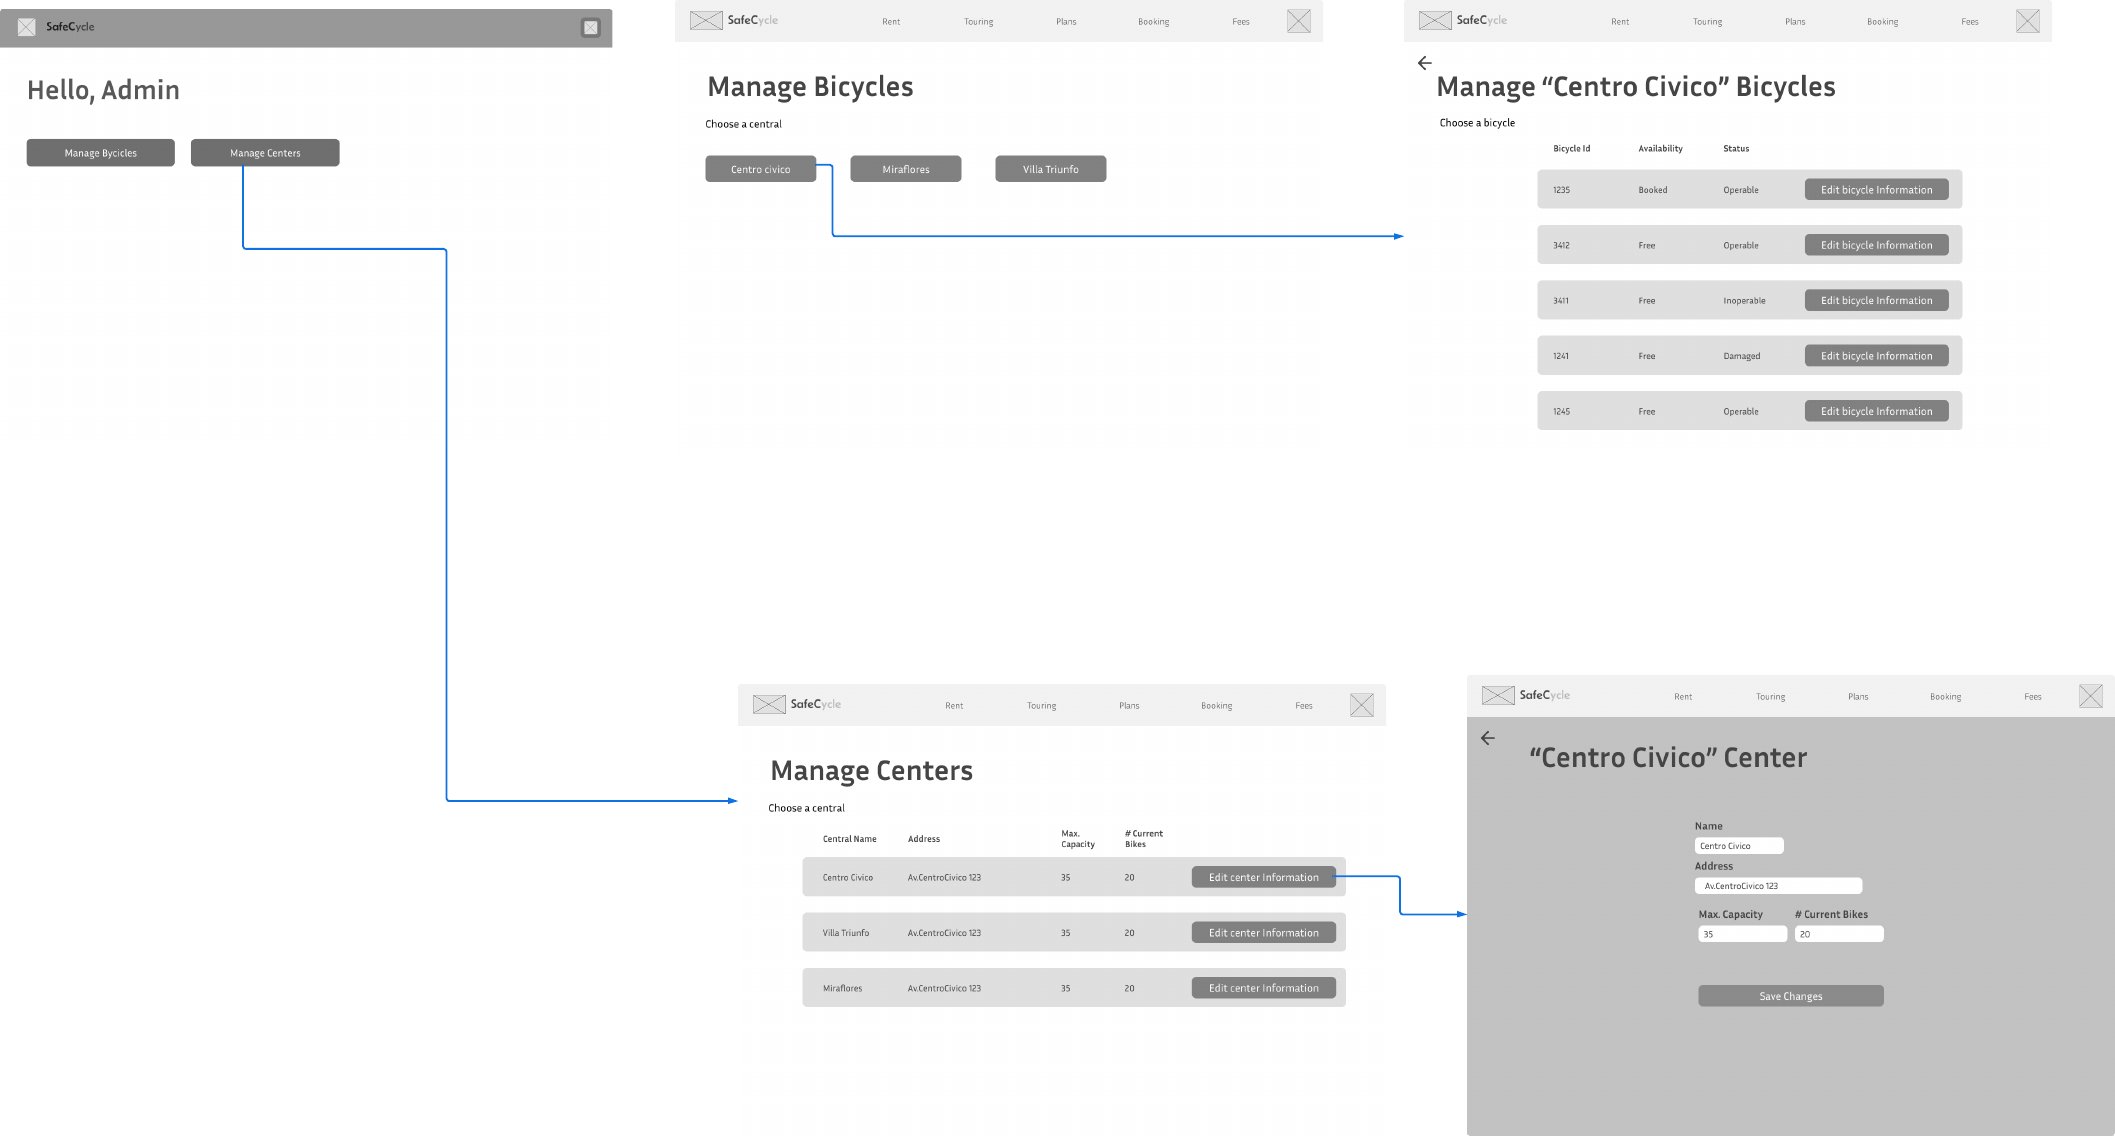 SafeCycle
Hello, Admin
Manage Bycicles
Manage Centers
SafeCycle
Rent
Touring
Plans
Booking
Fees
Manage Bicycles
Choose a central
Centro civico
Miraflores
Villa Triunfo
SafeCycle
Rent
Touring
Plans
Booking
Fees
Manage “Centro Civico” Bicycles
Choose a bicycle
Bicycle Id
Availability
Status
1235
Booked
Operable
Edit bicycle Information
3412
Free
Operable
Edit bicycle Information
3411
Free
Inoperable
Edit bicycle Information
1241
Free
Damaged
Edit bicycle Information
1245
Free
Operable
Edit bicycle Information
SafeCycle
Rent
Touring
Plans
Booking
Fees
Manage Centers
Choose a central
Central Name
Address
Max.
Capacity
# Current
Bikes
Centro Civico
Av.CentroCivico 123
35
20
Edit center Information
Villa Triunfo
Av.CentroCivico 123
35
20
Edit center Information
Miraflores
Av.CentroCivico 123
35
20
Edit center Information
SafeCycle
Rent
Touring
Plans
Booking
Fees
“Centro Civico” Center
Name
Centro Civico
Address
Av.CentroCivico 123
Max. Capacity
# Current Bikes
35
20
Save Changes